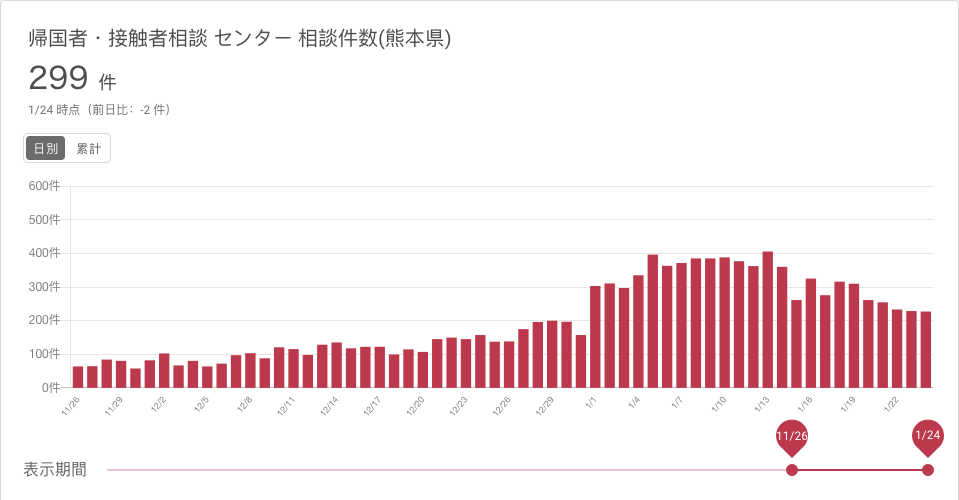 帰国者・接触者相談 センター 相談件数(熊本県)
299 件
1/24 時点（前日比：-2 件）
日別 累計
600件
500件
400件
300件
200件
100件
0件
11/26 11/29 12/2 12/5 12/8 12/11 12/14 12/17 12/20 12/23 12/26 12/29 1/1 1/4 1/7 1/10 1/13 1/16 1/19 1/22
11/26 1/24
表示期間